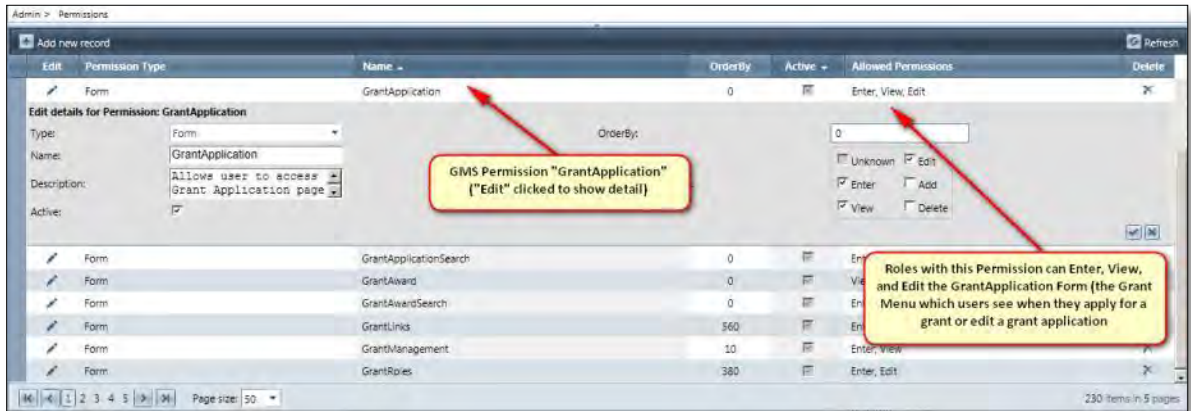 Admin > Permissions
Add new record Refresh
Edit Permission Type Name OrderBy Active Allowed Permissions Delete
Form GrantApplication 0 Enter, View, Edit
Edit details for Permission: GrantApplication
Type: Form OrderBy: 0
Name: GrantApplication Unknown Edit
Description: Allows user to access Grant Application page Enter Add
Active: View Delete
GMS Permission "GrantApplication"
("Edit" clicked to show detail)
Form GrantApplicationSearch 0
Form GrantAward 0
Form GrantAwardSearch 0
Form GrantLinks 560
Form GrantManagement 10 Enter, View
Form GrantRoles 380 Enter, Edit
Roles with this Permission can Enter, View,
and Edit the GrantApplication Form (the Grant
Menu which users see when they apply for a
grant or edit a grant application
1 2 3 4 5 Page size: 50 230 items in 5 pages